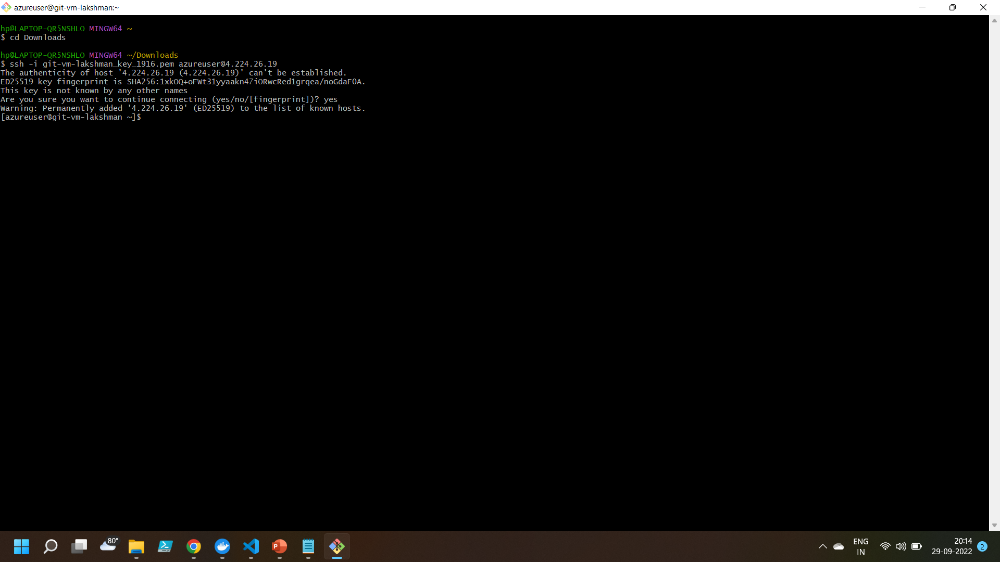 azureuser@git-vm-lakshman:~
hp@LAPTOP-QR5NSHLO MINGW64 ~
$ cd Downloads
hp@LAPTOP-QR5NSHLO MINGW64 ~/Downloads
$ ssh -i git-vm-lakshman_key_1916.pem azureuser@4.224.26.19
The authenticity of host '4.224.26.19 (4.224.26.19)' can't be established.
ED25519 key fingerprint is SHA256:1xkOQ+oFWt31yyaakn47iORwcRed1grqea/noGdaF0A.
This key is not known by any other names
Are you sure you want to continue connecting (yes/no/[fingerprint])? yes
Warning: Permanently added '4.224.26.19' (ED25519) to the list of known hosts.
[azureuser@git-vm-lakshman ~]$
80°
P
ENG
IN
20:14
29-09-2022
2